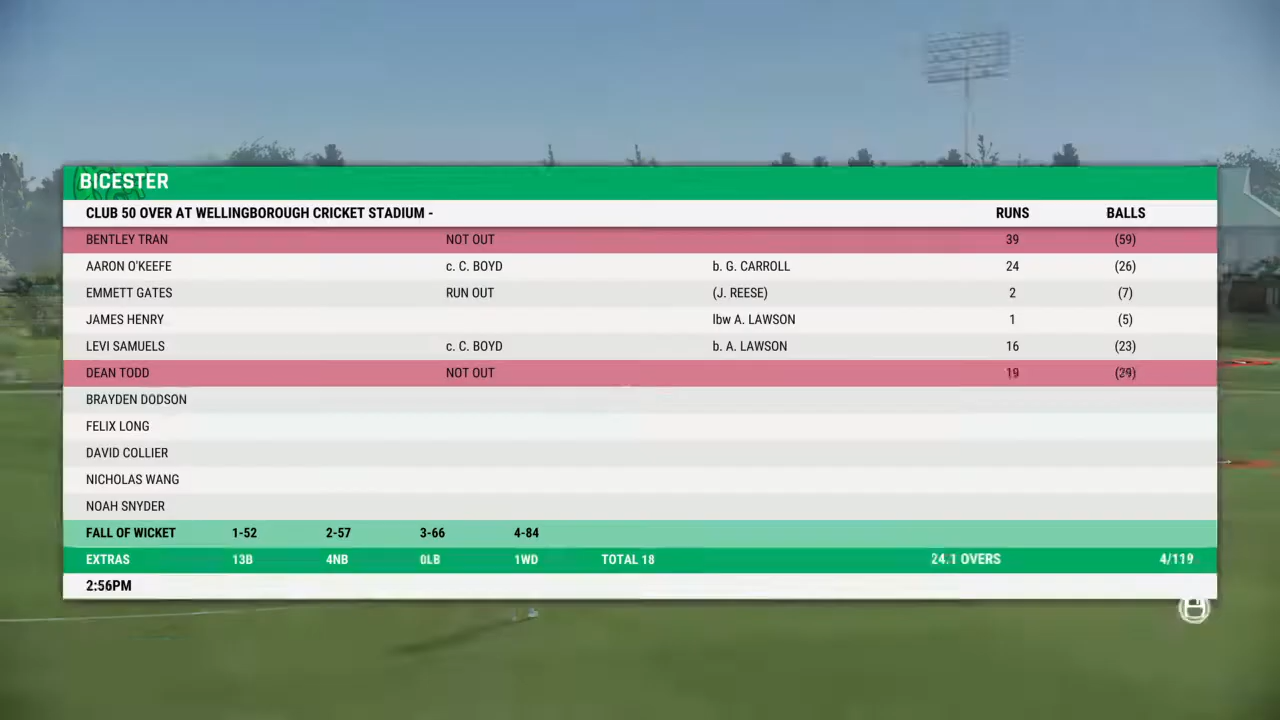 BICESTER
CLUB 50 OVER AT WELLINGBOROUGH CRICKET STADIUM - RUNS BALLS
BENTLEY TRAN NOT OUT 39 (59)
AARON O'KEEFE c. C. BOYD b. G. CARROLL 24 (26)
EMMETT GATES RUN OUT (J. REESE) 2 (7)
JAMES HENRY lbw A. LAWSON 1 (5)
LEVI SAMUELS c. C. BOYD b. A. LAWSON 16 (23)
DEAN TODD NOT OUT 19 (29)
BRAYDEN DODSON
FELIX LONG
DAVID COLLIER
NICHOLAS WANG
NOAH SNYDER
FALL OF WICKET 1-52 2-57 3-66 4-84
EXTRAS 13B 4NB 0LB 1WD TOTAL 18 24.1 OVERS 4/119
2:56PM